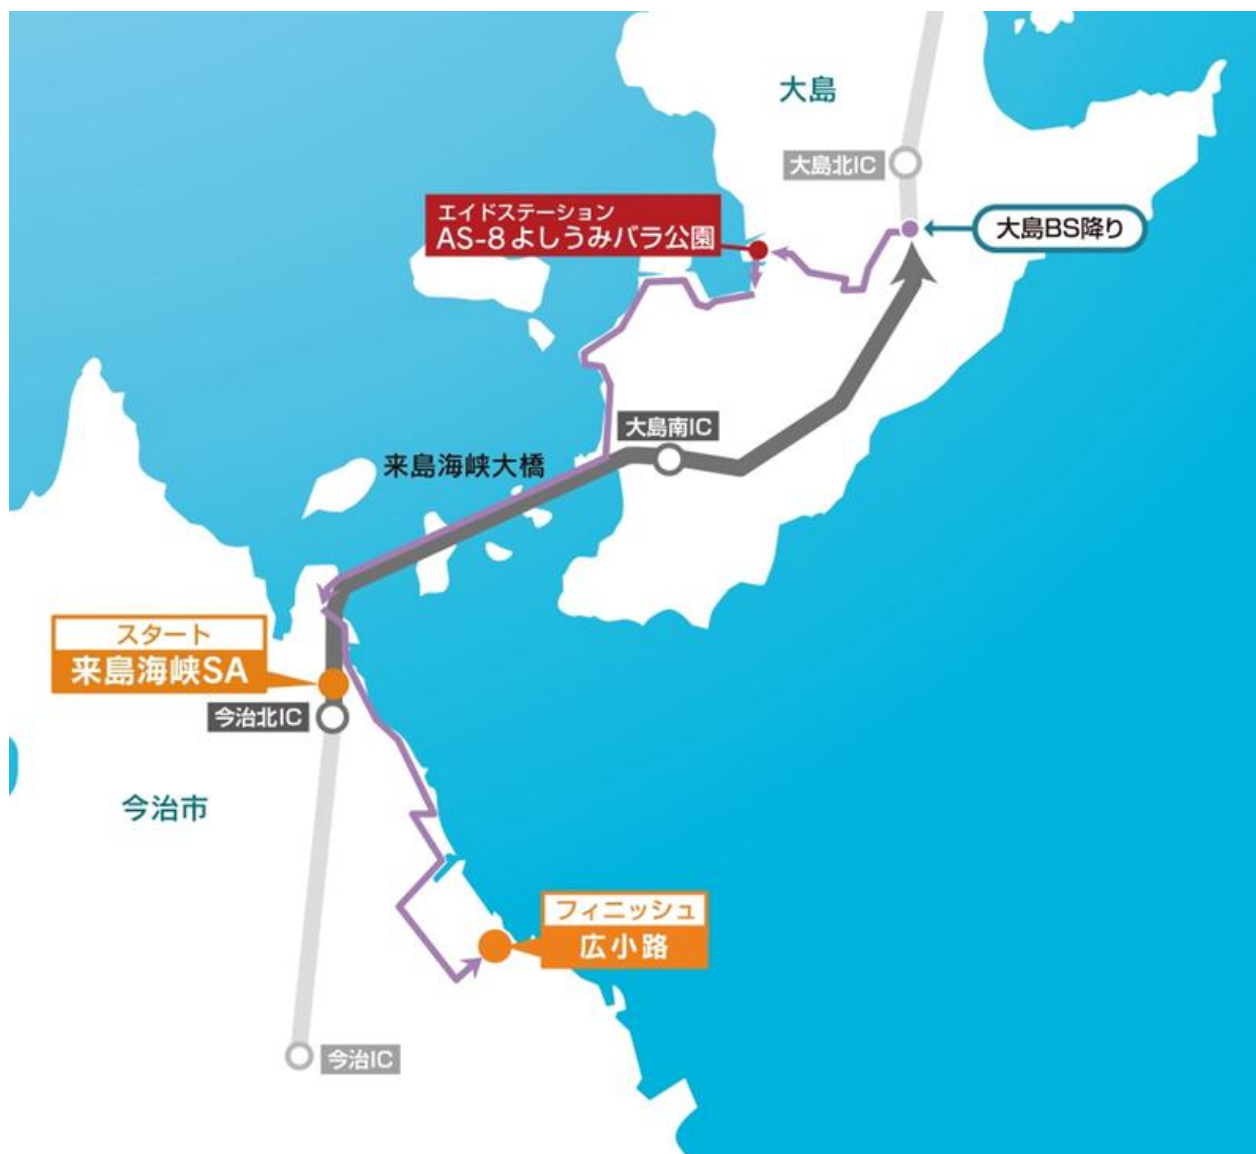 大島
大島北IC
エイドステーション
AS-8よしうみバラ公園
大島BS降り
大島南IC
来島海峡大橋
スタート
来島海峡SA
今治北IC
今治市
フィニッシュ
広小路
今治IC